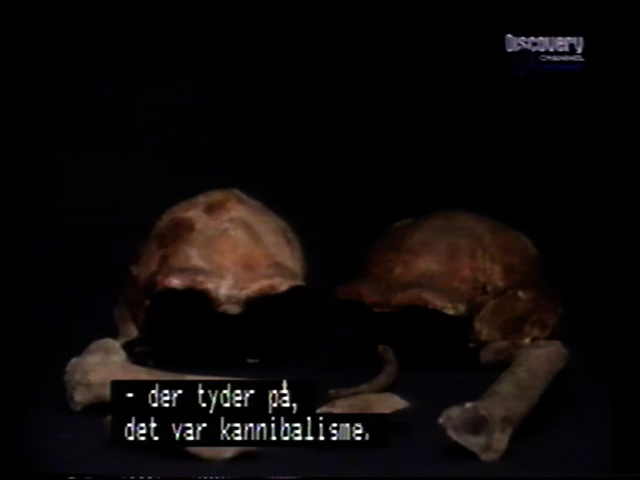 Discovery
CHANNEL
- der tyder på,
det var kannibalisme.